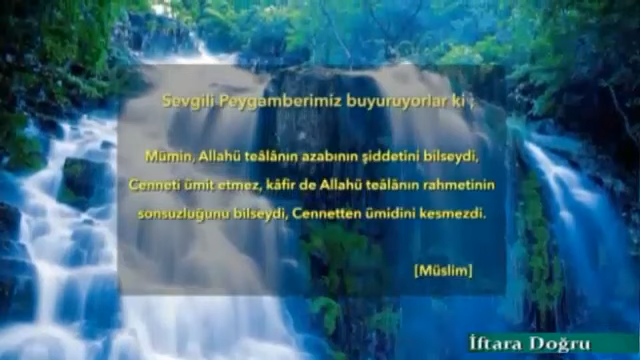 Sevgili Peygamberimiz buyuruyorlar ki ;
Mümin, Allahü teâlânın azabının şiddetini bilseydi,
Cenneti ümit etmez, kâfir de Allahü teâlânın rahmetinin
sonsuzluğunu bilseydi, Cennetten ümidini kesmezdi.
[Müslim]
İftara Doğru